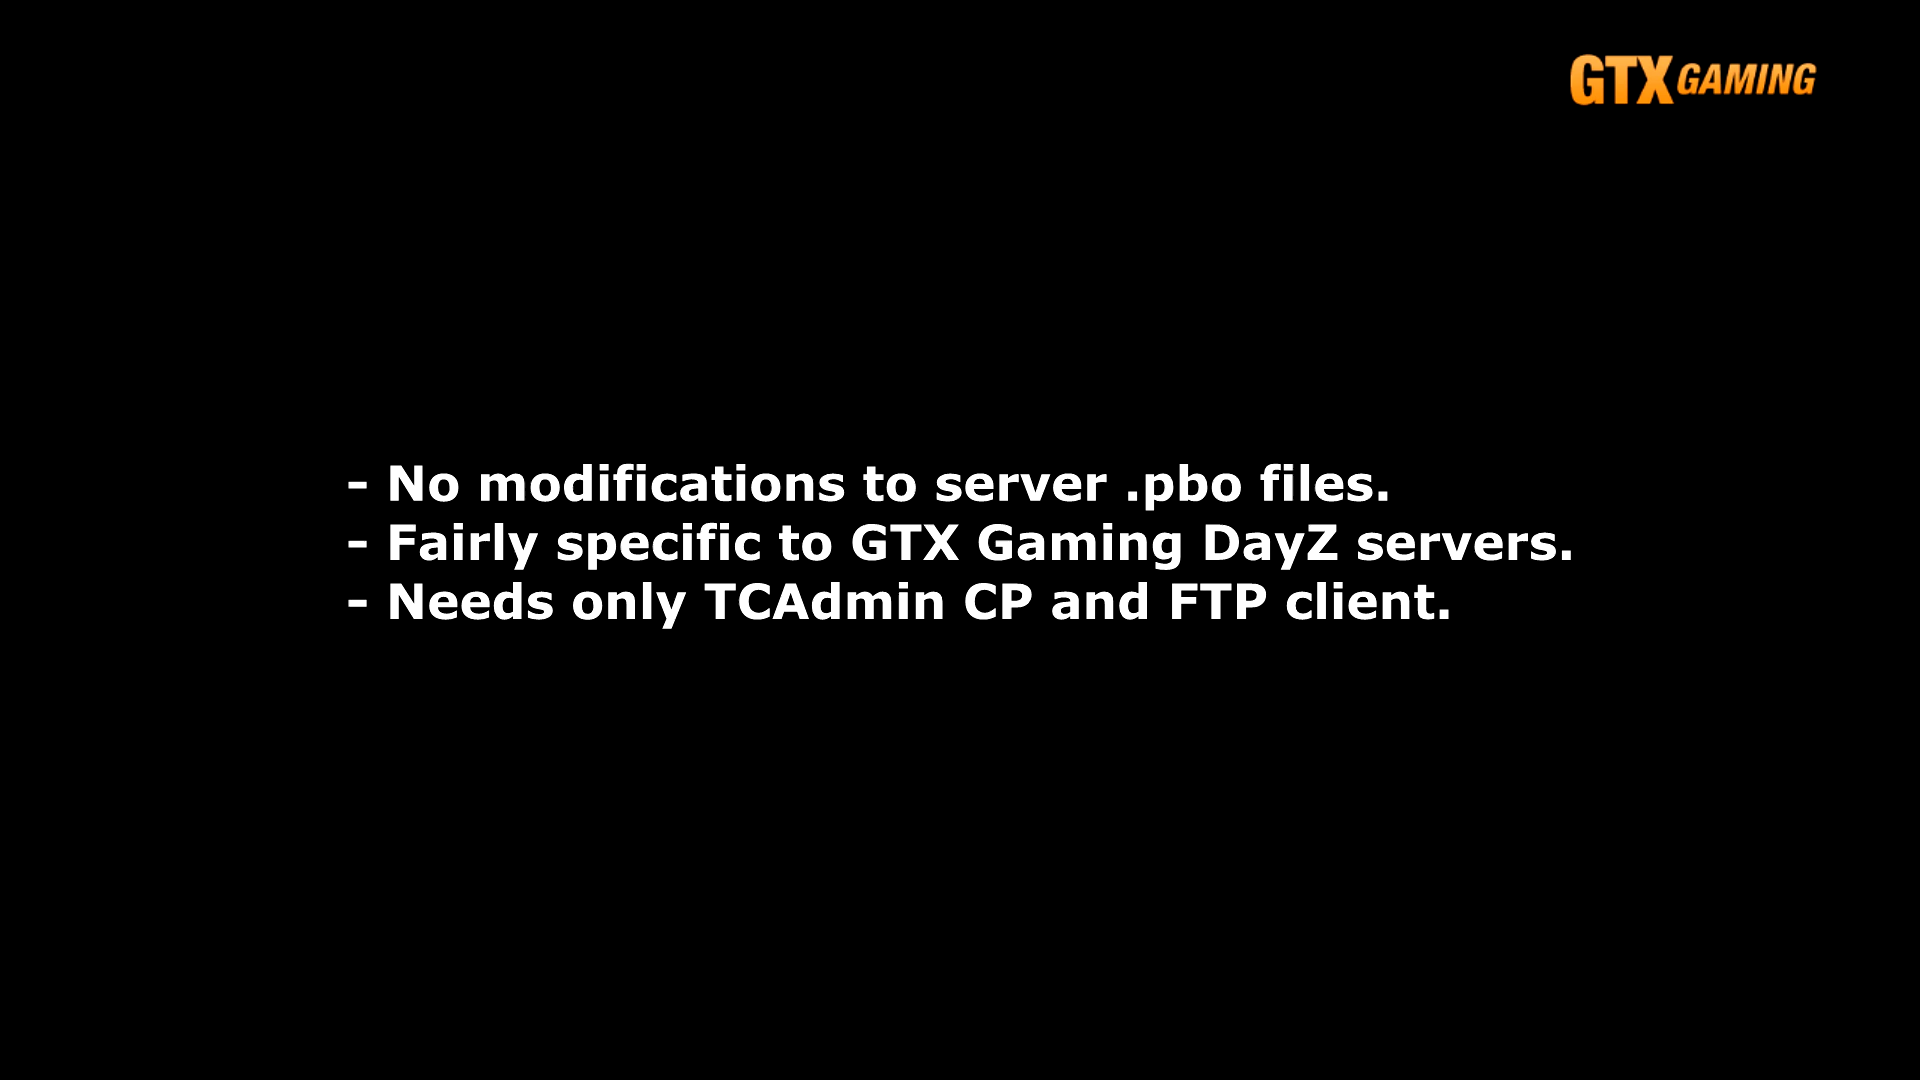 GTX GAMING
- No modifications to server .pbo files.
- Fairly specific to GTX Gaming DayZ servers.
- Needs only TCAdmin CP and FTP client.